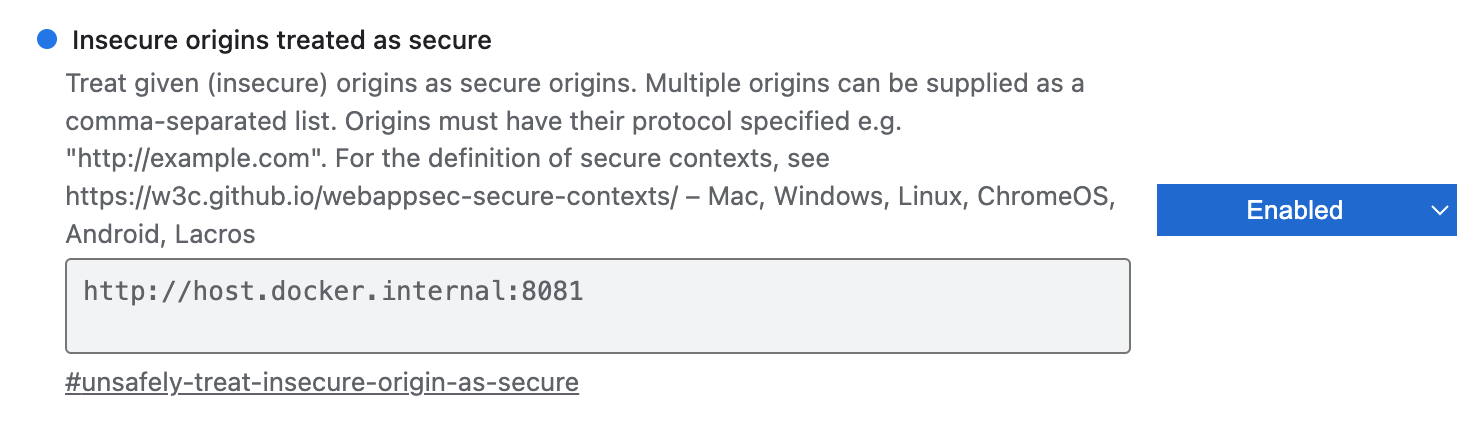 Insecure origins treated as secure
Treat given (insecure) origins as secure origins. Multiple origins can be supplied as a
comma-separated list. Origins must have their protocol specified e.g.
"http://example.com". For the definition of secure contexts, see
https://w3c.github.io/webappsec-secure-contexts/ – Mac, Windows, Linux, ChromeOS,
Android, Lacros
Enabled
http://host.docker.internal:8081
#unsafely-treat-insecure-origin-as-secure